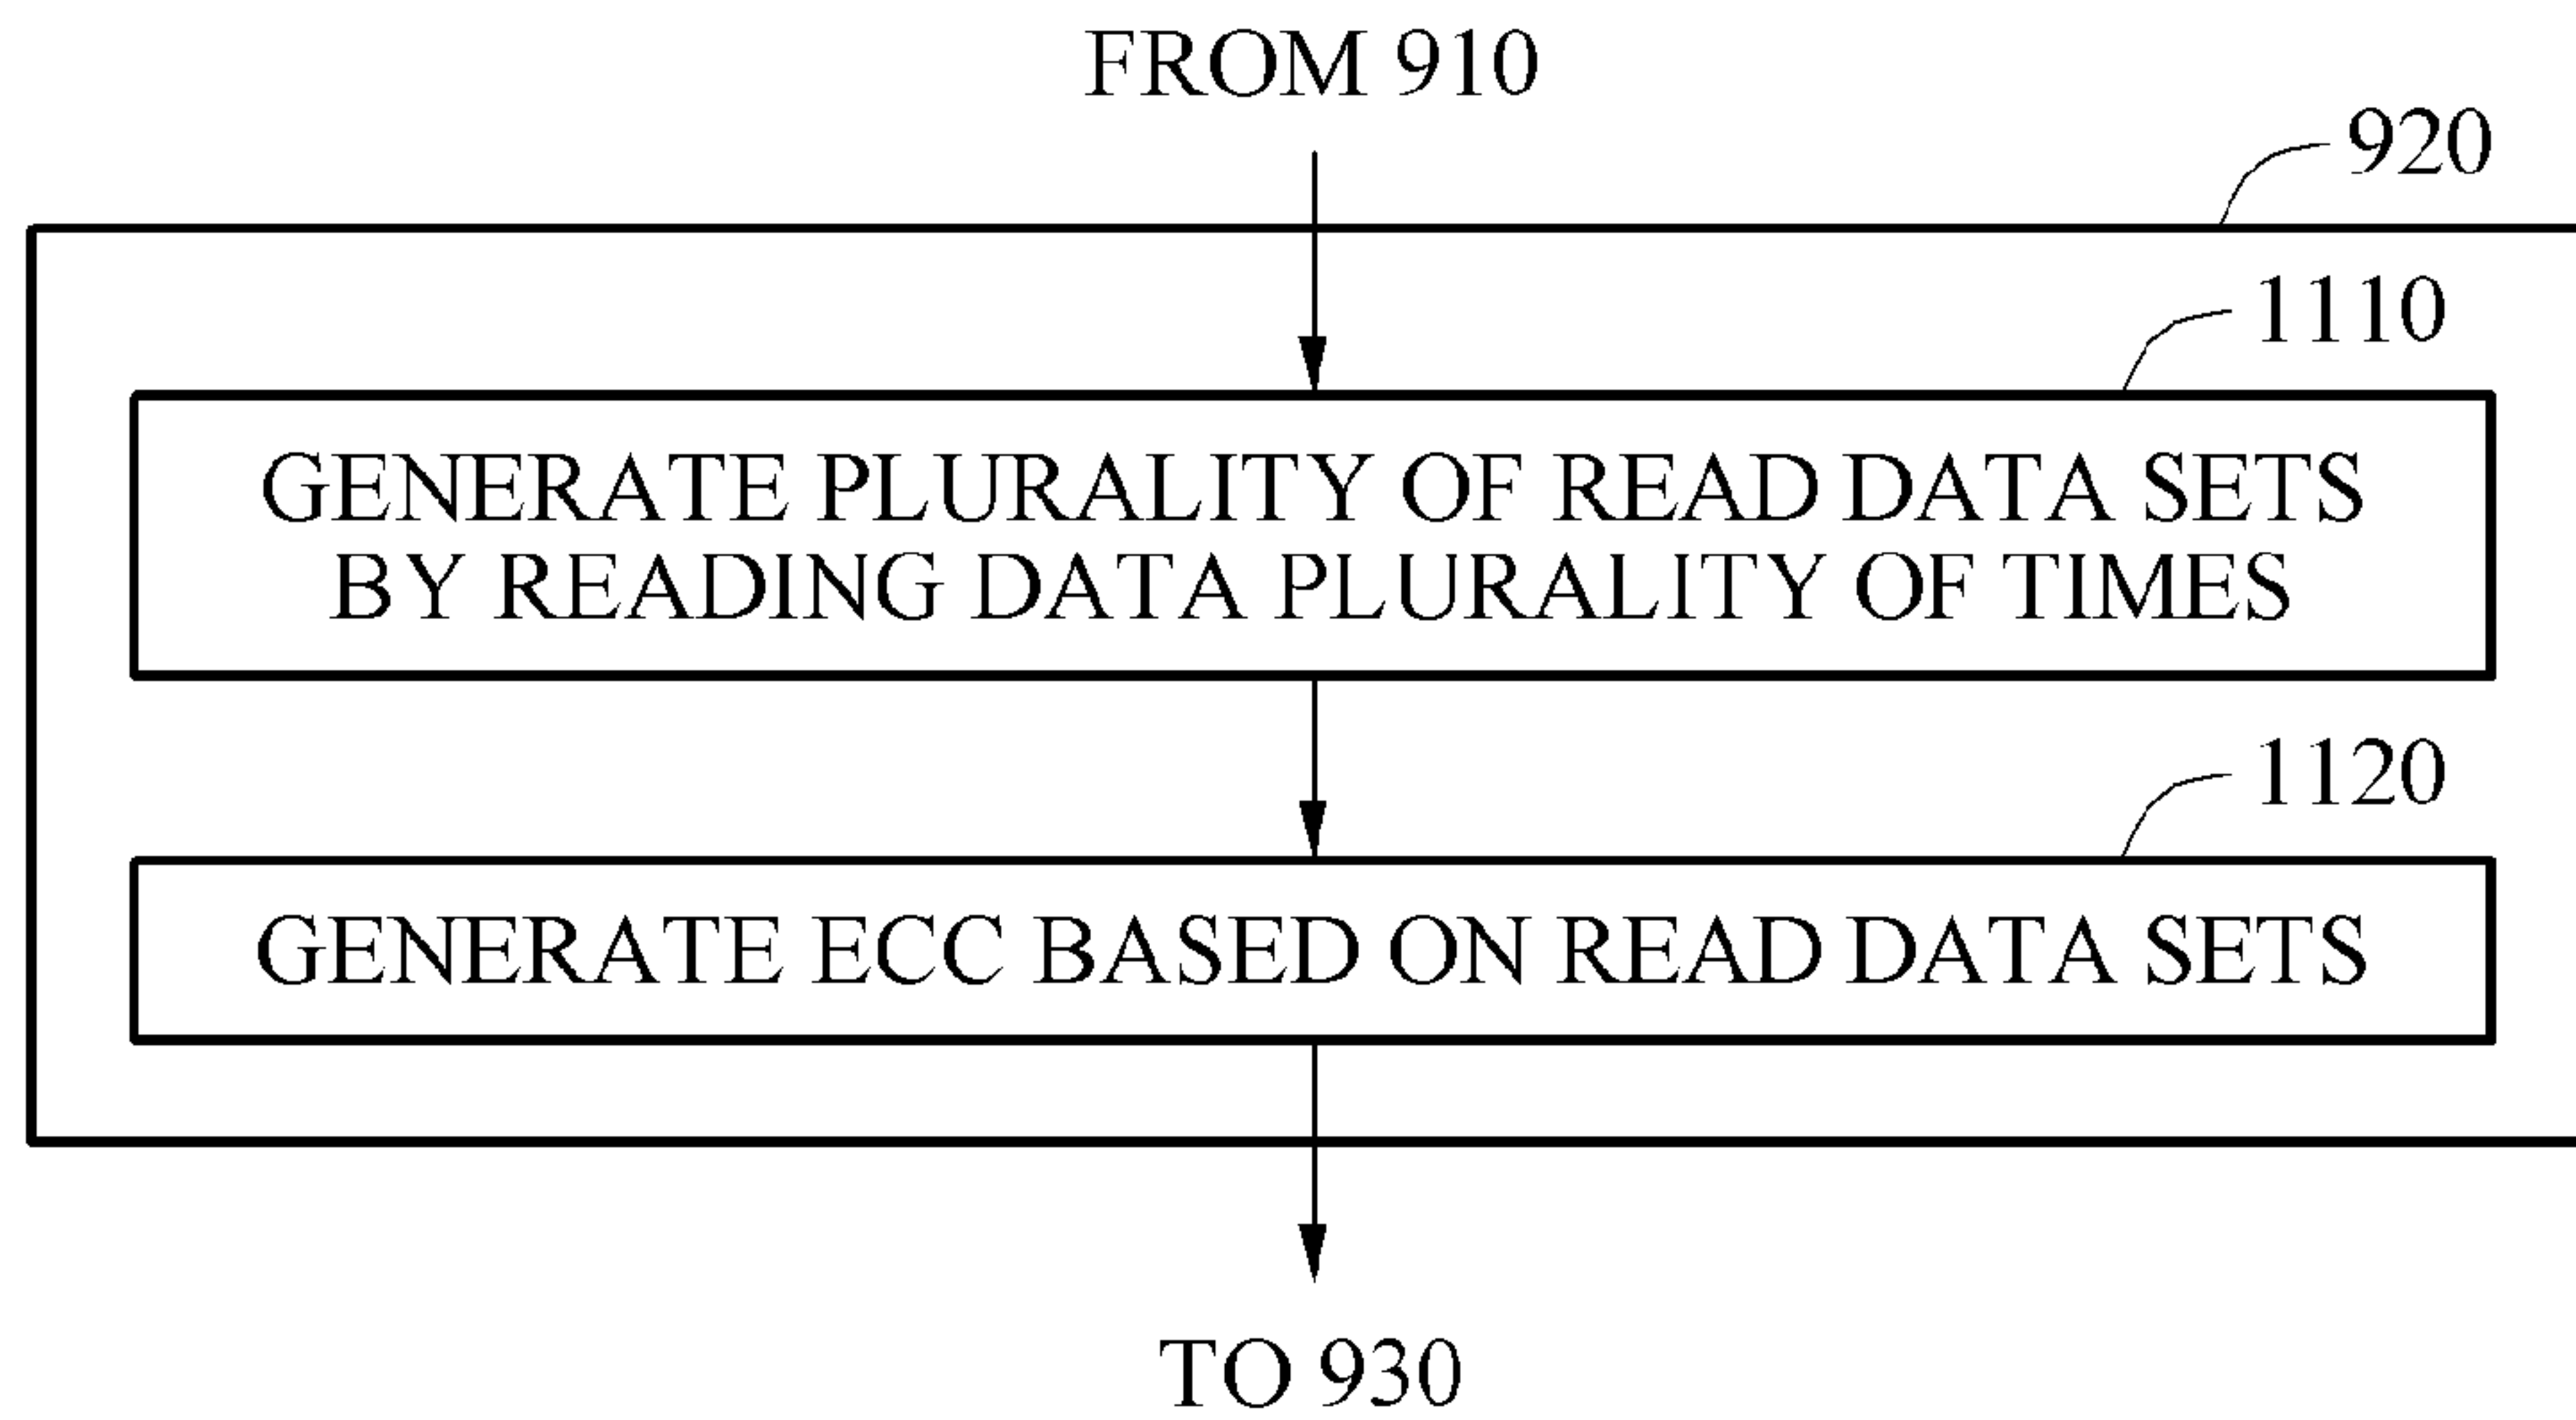 FROM 910
920
1110
GENERATE PLURALITY OF READ DATA SETS
BY READING DATA PLURALITY OF TIMES
1120
GENERATE ECC BASED ON READ DATA SETS
TO 930